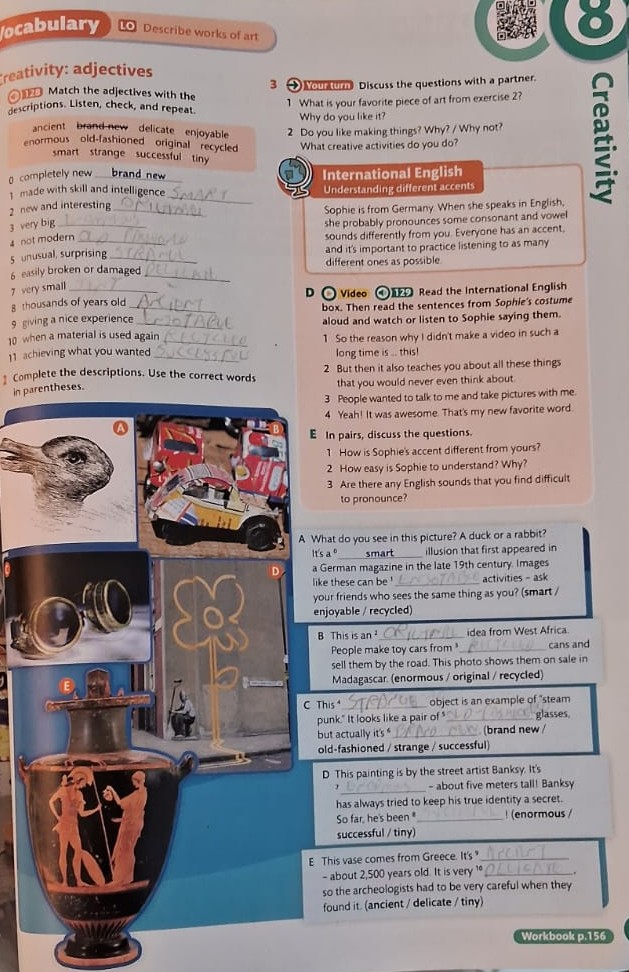 Vocabulary LO Describe works of art
8
Creativity
Creativity: adjectives
128 Match the adjectives with the
descriptions. Listen, check, and repeat.
ancient brand new delicate enjoyable
enormous old-fashioned original recycled
smart strange successful tiny
0 completely new brand new
1 made with skill and intelligence SMART
2 new and interesting
3 very big
4 not modern
5 unusual, surprising STRANGE
6 easily broken or damaged DELICATE
7 very small
8 thousands of years old
9 giving a nice experience
10 when a material is used again RECYCLED
11 achieving what you wanted SUCCESSFUL
2 Complete the descriptions. Use the correct words
in parentheses.
A
B
C
D
E
3 Your turn Discuss the questions with a partner.
1 What is your favorite piece of art from exercise 2?
Why do you like it?
2 Do you like making things? Why? / Why not?
What creative activities do you do?
International English
Understanding different accents
Sophie is from Germany. When she speaks in English,
she probably pronounces some consonant and vowel
sounds differently from you. Everyone has an accent,
and it's important to practice listening to as many
different ones as possible.
D Video 129 Read the International English
box. Then read the sentences from Sophie's costume
aloud and watch or listen to Sophie saying them.
1 So the reason why I didn't make a video in such a
long time is ... this!
2 But then it also teaches you about all these things
that you would never even think about.
3 People wanted to talk to me and take pictures with me.
4 Yeah! It was awesome. That's my new favorite word.
E In pairs, discuss the questions.
1 How is Sophie's accent different from yours?
2 How easy is Sophie to understand? Why?
3 Are there any English sounds that you find difficult
to pronounce?
A What do you see in this picture? A duck or a rabbit?
It's a 0 smart illusion that first appeared in
a German magazine in the late 19th century. Images
like these can be 1 activities – ask
your friends who sees the same thing as you? (smart /
enjoyable / recycled)
B This is an 2 idea from West Africa.
People make toy cars from 3 RECYCLED cans and
sell them by the road. This photo shows them on sale in
Madagascar. (enormous / original / recycled)
C This 4 STRANGE object is an example of "steam
punk." It looks like a pair of 5 glasses,
but actually it's 6 BRAND NEW. (brand new /
old-fashioned / strange / successful)
D This painting is by the street artist Banksy. It's
7 – about five meters tall! Banksy
has always tried to keep his true identity a secret.
So far, he's been 8 ! (enormous /
successful / tiny)
E This vase comes from Greece. It's 9
– about 2,500 years old. It is very 10 DELICATE,
so the archeologists had to be very careful when they
found it. (ancient / delicate / tiny)
Workbook p.156